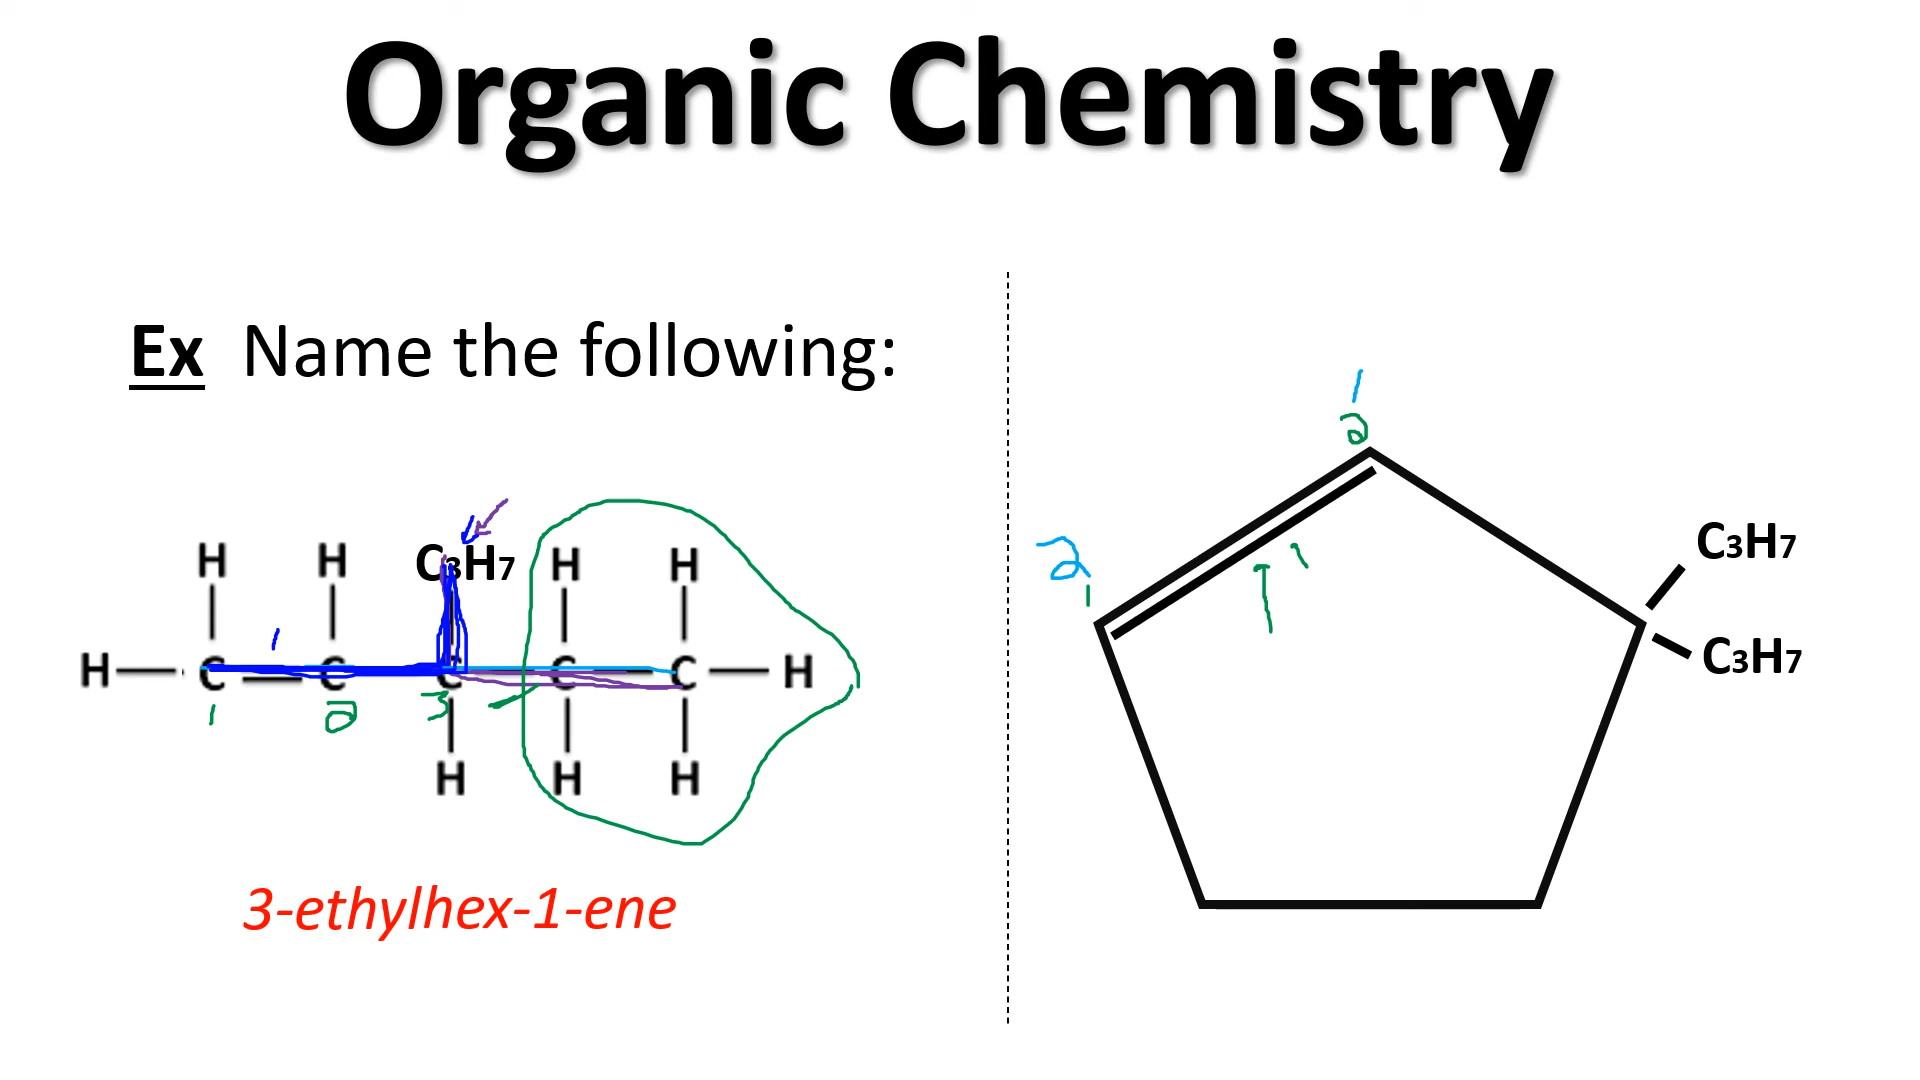 Organic Chemistry
Ex Name the following:
H H C₃H₇ H H
1
H C C C C C H
1 2 3
H H H
3-ethylhex-1-ene
1
2
2
1
1
C₃H₇
C₃H₇